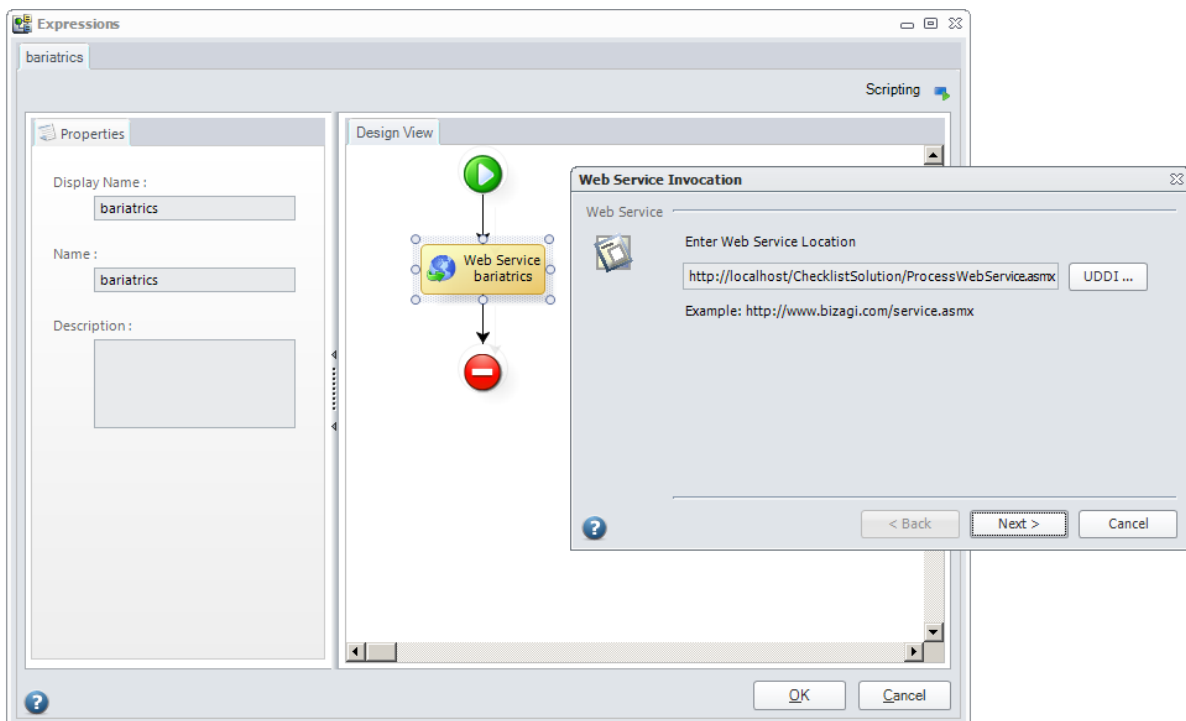 Expressions
bariatrics
Scripting
Properties
Display Name :
bariatrics
Name :
bariatrics
Description :
Design View
Web Service
bariatrics
Web Service Invocation
Web Service
Enter Web Service Location
http://localhost/ChecklistSolution/ProcessWebService.asmx
UDDI ...
Example: http://www.bizagi.com/service.asmx
?
< Back
Next >
Cancel
?
OK
Cancel